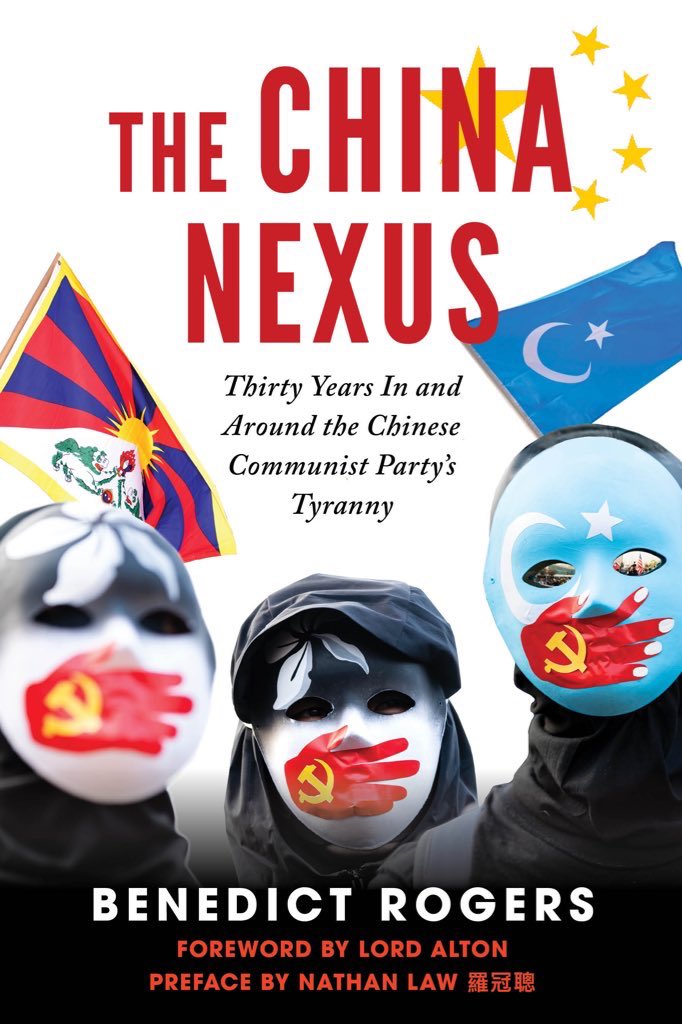 THE CHINA
NEXUS
Thirty Years In and
Around the Chinese
Communist Party's
Tyranny
BENEDICT ROGERS
FOREWORD BY LORD ALTON
PREFACE BY NATHAN LAW 羅冠聰